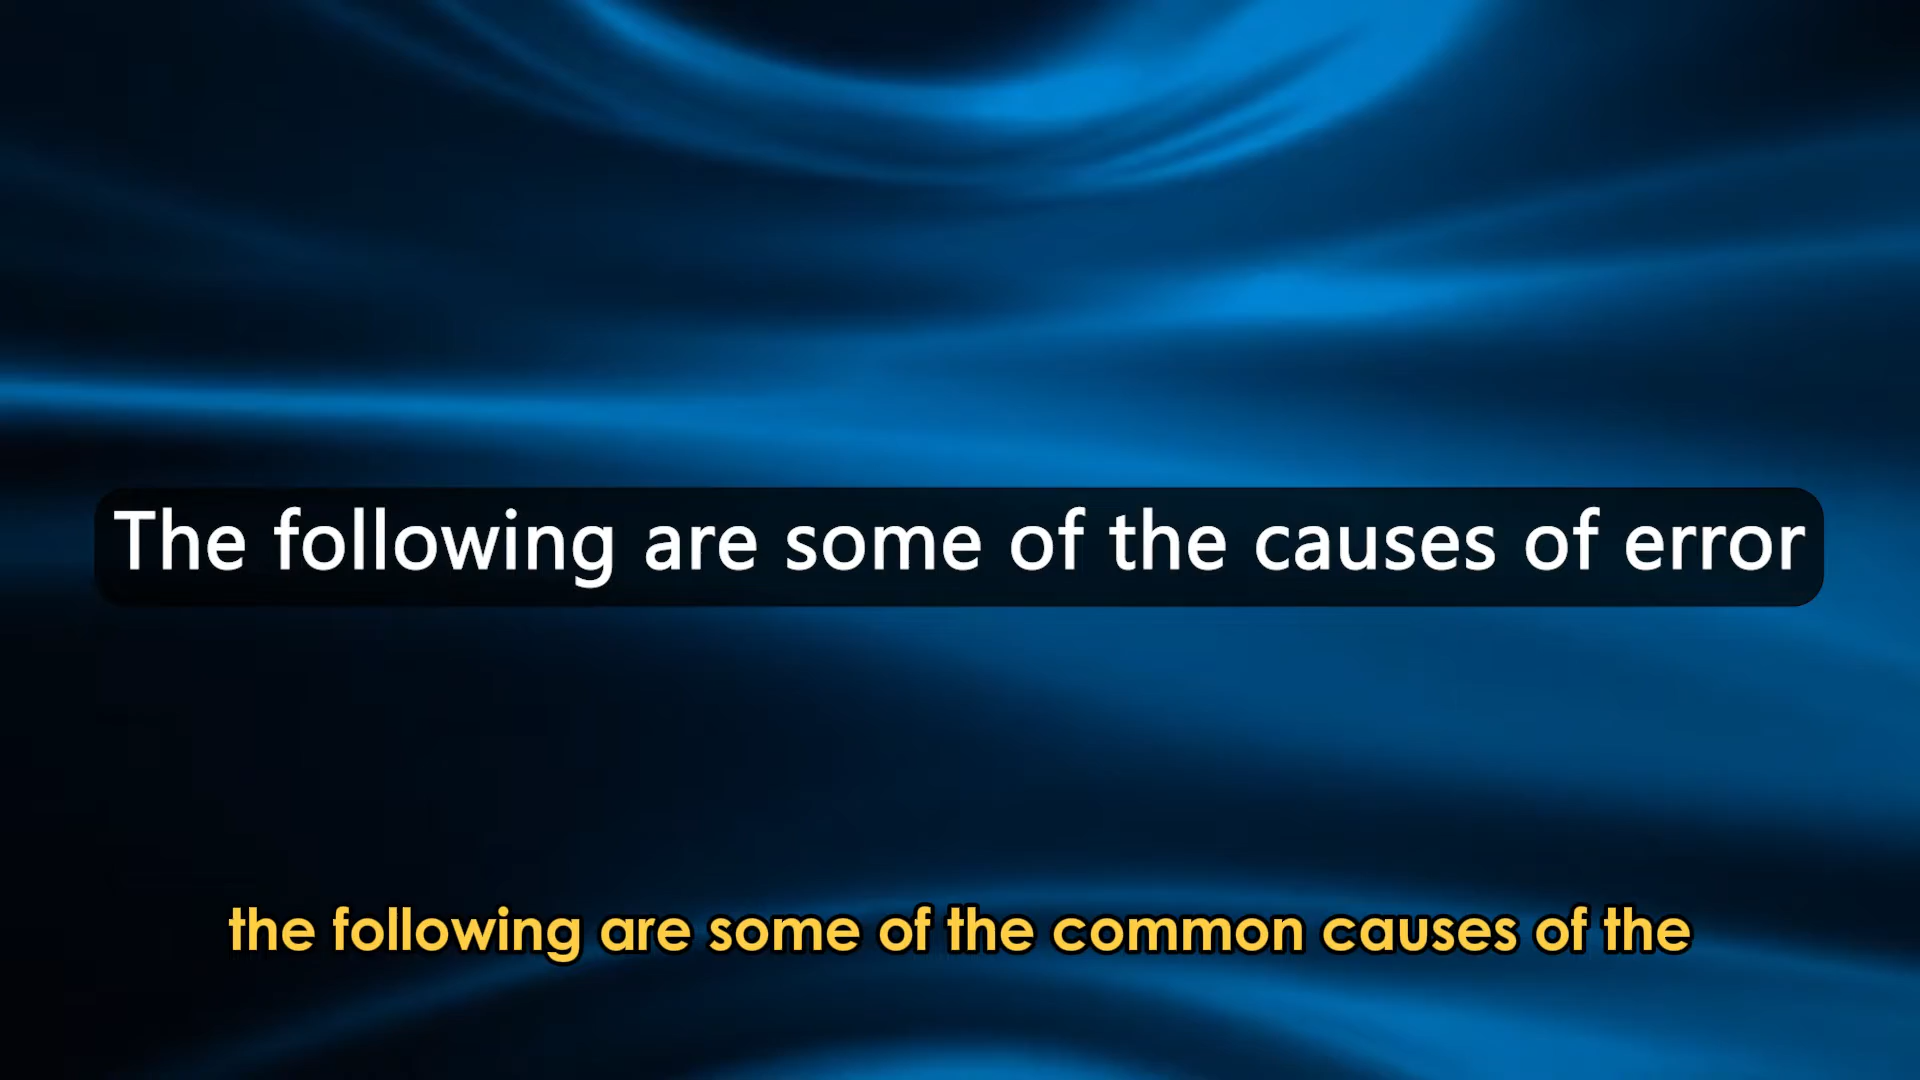 The following are some of the causes of error
the following are some of the common causes of the